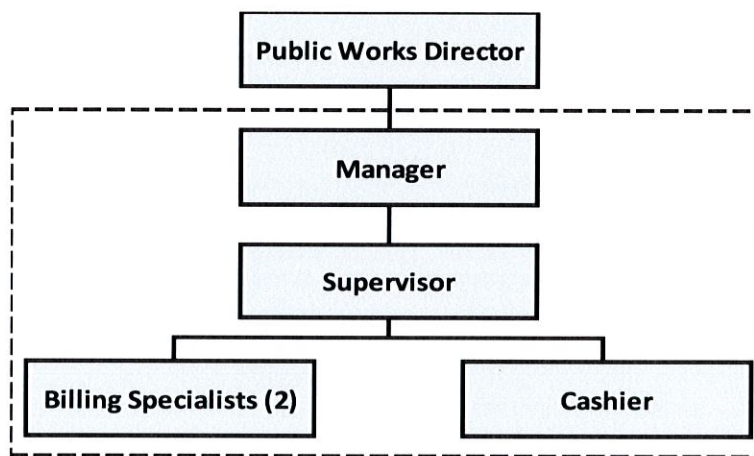 Public Works Director
Manager
Supervisor
Billing Specialists (2)
Cashier